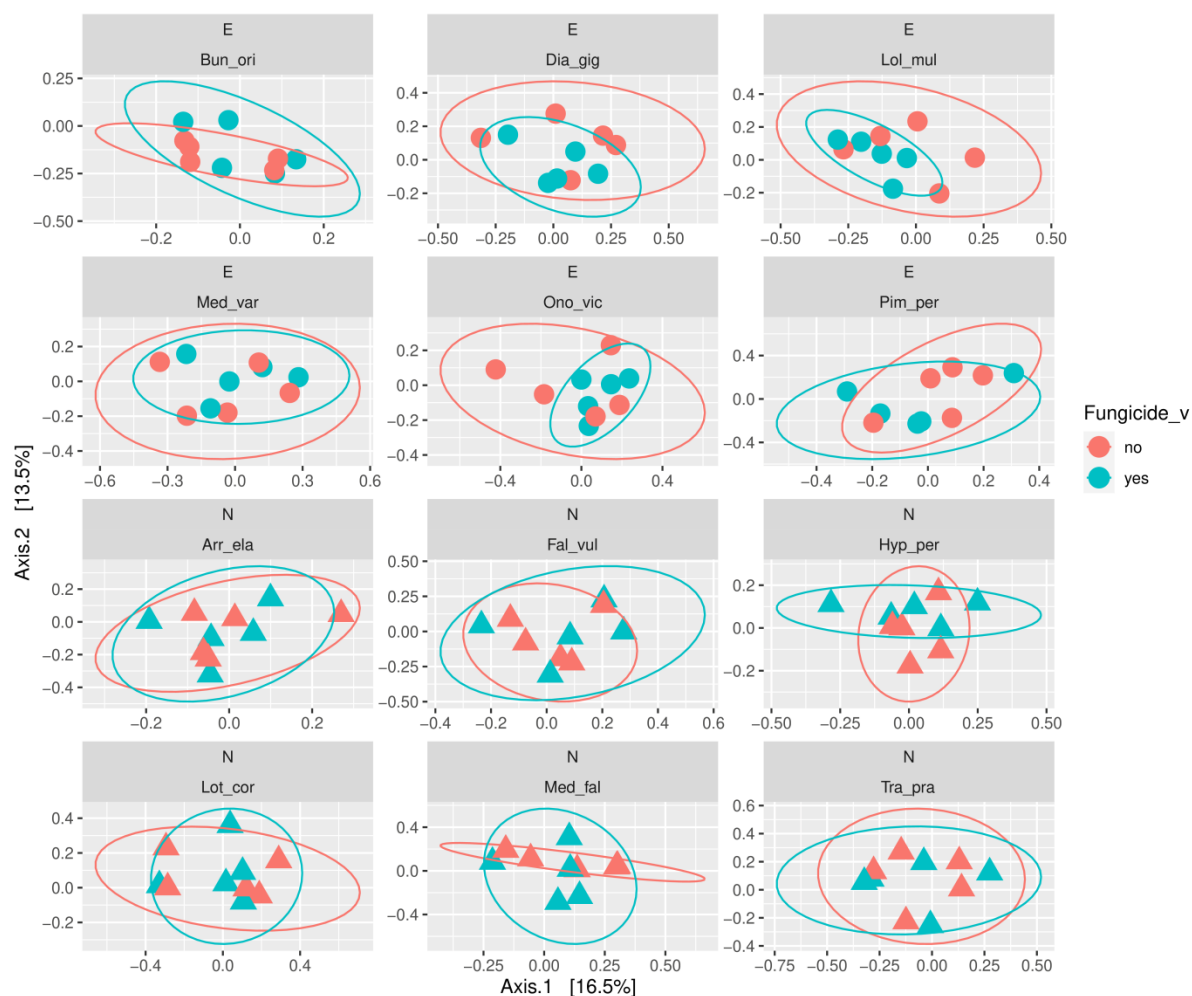 E E E
Bun_ori Dia_gig Lol_mul
0.25
0.00
−0.25
−0.50
0.4
0.2
0.0
−0.2
0.4
0.2
0.0
−0.2
−0.2 0.0 0.2 −0.50 −0.25 0.00 0.25 0.50 −0.50 −0.25 0.00 0.25 0.50
E E E
Med_var Ono_vic Pim_per
0.2
0.0
−0.2
−0.4
0.2
0.0
−0.2
−0.4
0.4
0.0
−0.4
−0.6 −0.3 0.0 0.3 0.6 −0.4 0.0 0.4 −0.4 −0.2 0.0 0.2 0.4
N N N
Arr_ela Fal_vul Hyp_per
0.2
0.0
−0.2
−0.4
0.50
0.25
0.00
−0.25
−0.50
0.2
0.0
−0.2
−0.2 0.0 0.2 −0.4 −0.2 0.0 0.2 0.4 0.6 −0.50 −0.25 0.00 0.25 0.50
N N N
Lot_cor Med_fal Tra_pra
0.4
0.2
0.0
−0.2
0.4
0.0
−0.4
0.6
0.4
0.2
0.0
−0.2
−0.4
−0.4 0.0 0.4 −0.25 0.00 0.25 0.50 −0.75 −0.50 −0.25 0.00 0.25 0.50
Axis.1 [16.5%]
Axis.2 [13.5%]
Fungicide_v
no
yes